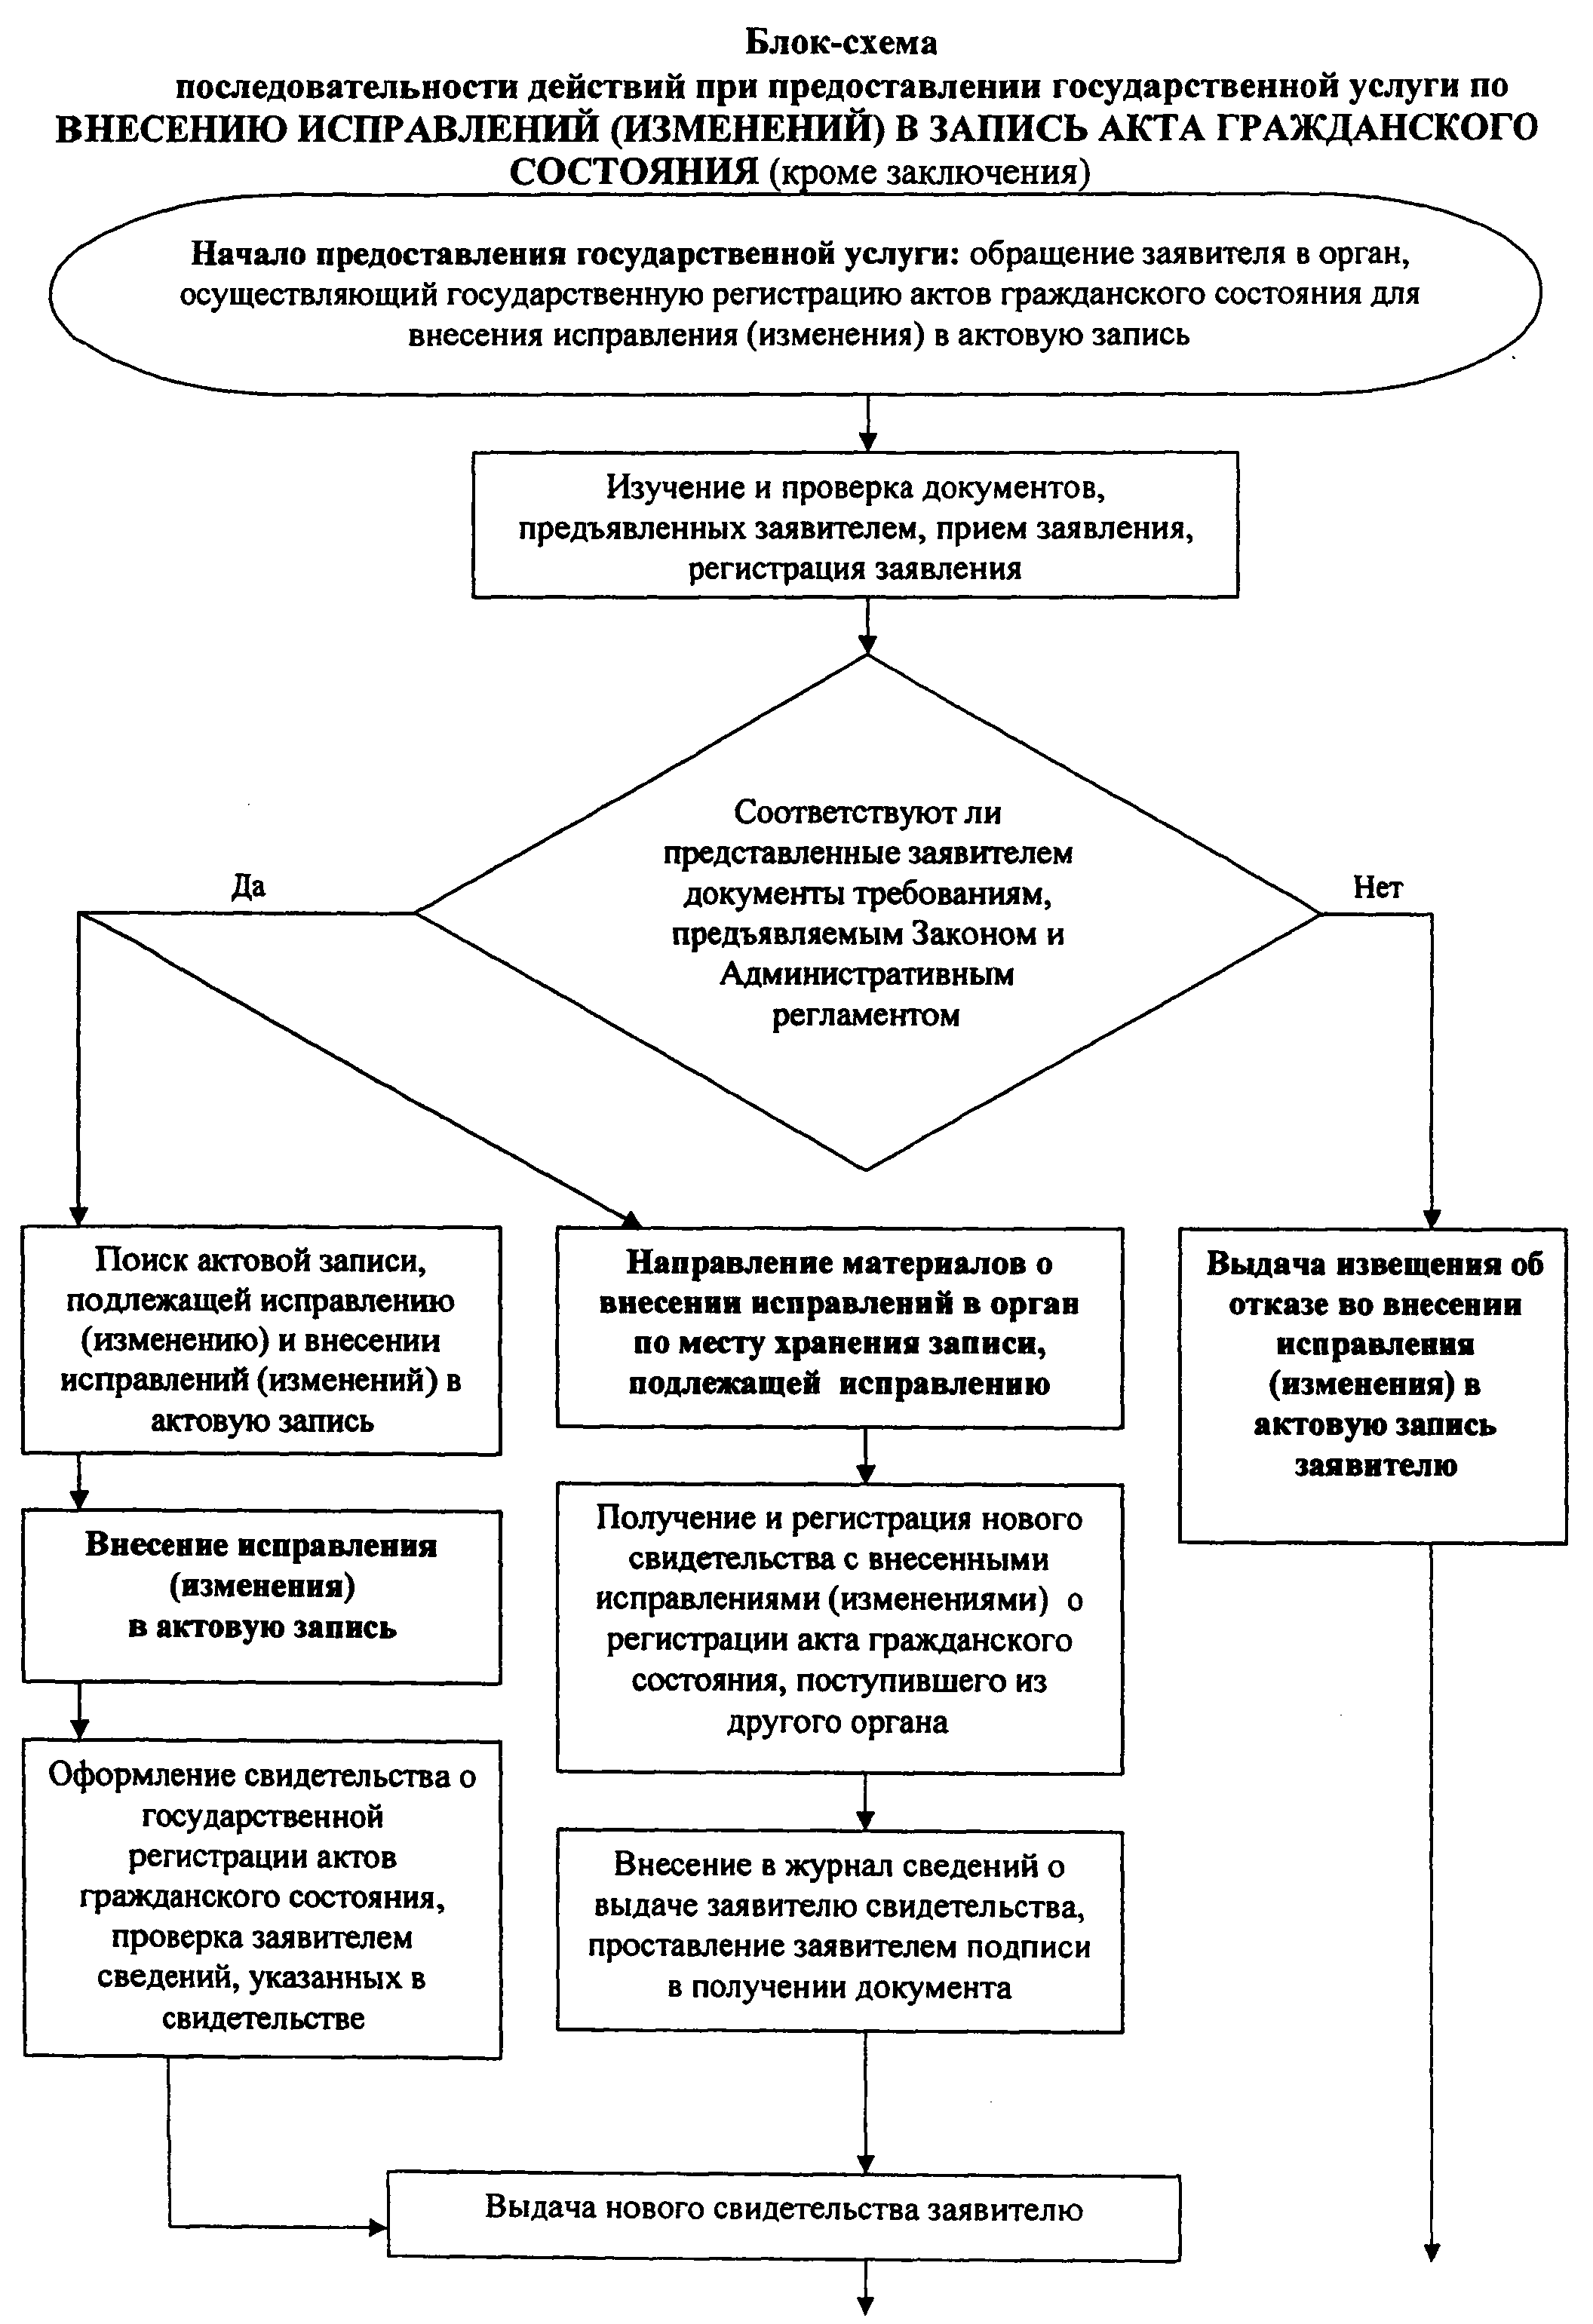 Блок-схема
последовательности действий при предоставлении государственной услуги по
ВНЕСЕНИЮ ИСПРАВЛЕНИЙ (ИЗМЕНЕНИЙ) В ЗАПИСЬ АКТА ГРАЖДАНСКОГО
СОСТОЯНИЯ (кроме заключения)
Начало предоставления государственной услуги: обращение заявителя в орган,
осуществляющий государственную регистрацию актов гражданского состояния для
внесения исправления (изменения) в актовую запись
Изучение и проверка документов,
предъявленных заявителем, прием заявления,
регистрация заявления
Соответствуют ли
представленные заявителем
документы требованиям,
предъявляемым Законом и
Административным
регламентом
Да
Нет
Поиск актовой записи,
подлежащей исправлению
(изменению) и внесении
исправлений (изменений) в
актовую запись
Внесение исправления
(изменения)
в актовую запись
Оформление свидетельства о
государственной
регистрации актов
гражданского состояния,
проверка заявителем
сведений, указанных в
свидетельстве
Направление материалов о
внесении исправлений в орган
по месту хранения записи,
подлежащей исправлению
Получение и регистрация нового
свидетельства с внесенными
исправлениями (изменениями) о
регистрации акта гражданского
состояния, поступившего из
другого органа
Внесение в журнал сведений о
выдаче заявителю свидетельства,
проставление заявителем подписи
в получении документа
Выдача извещения об
отказе во внесении
исправления
(изменения) в
актовую запись
заявителю
Выдача нового свидетельства заявителю